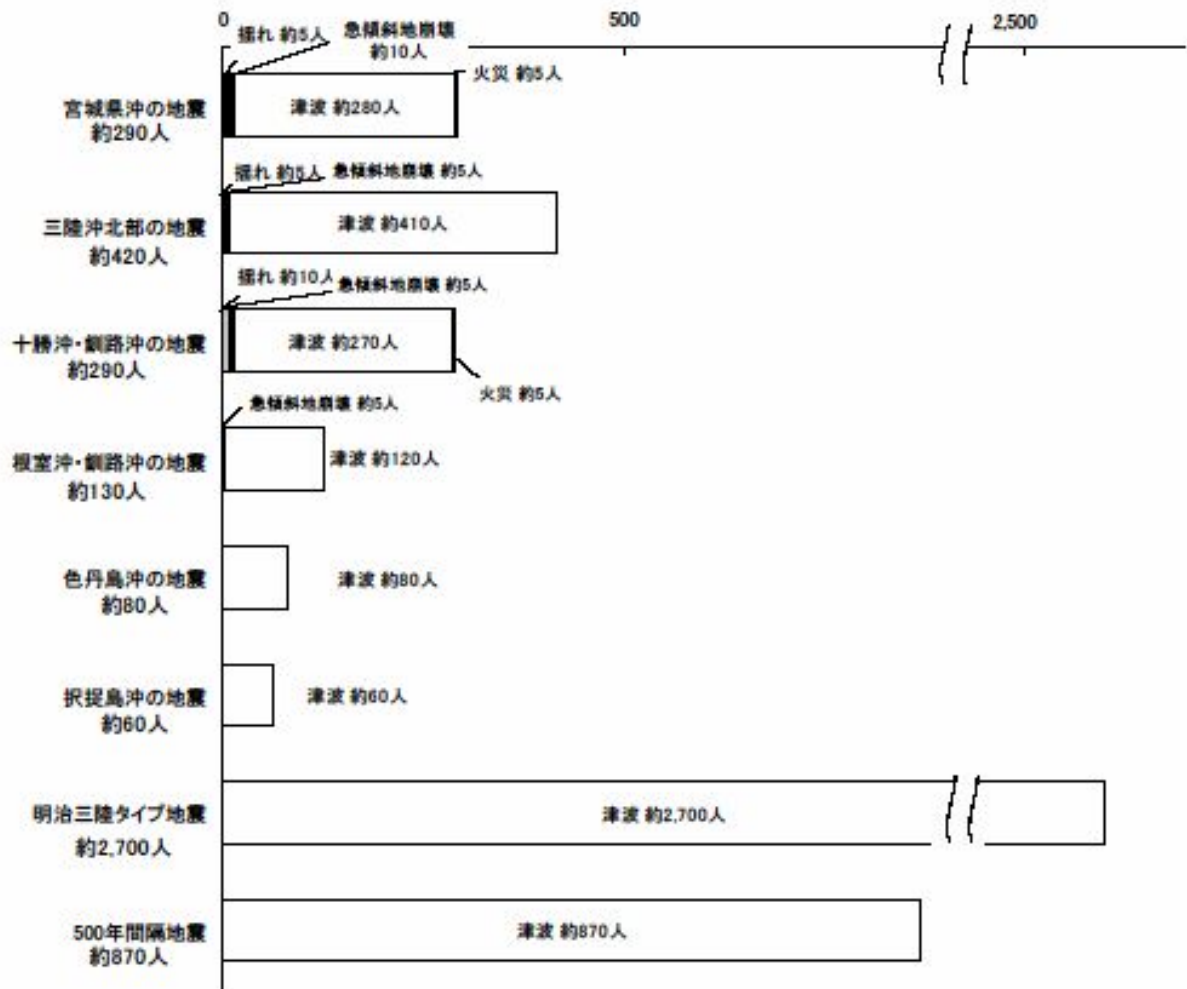 0
500
2,500
揺れ 約5人
急傾斜地崩壊
約10人
火災 約5人
宮城県沖の地震
約290人
津波 約280人
揺れ 約5人
急傾斜地崩壊 約5人
三陸沖北部の地震
約420人
津波 約410人
揺れ 約10人
急傾斜地崩壊 約5人
十勝沖・釧路沖の地震
約290人
津波 約270人
火災 約5人
急傾斜地崩壊 約5人
根室沖・釧路沖の地震
約130人
津波 約120人
色丹島沖の地震
約80人
津波 約80人
択捉島沖の地震
約60人
津波 約60人
明治三陸タイプ地震
約2,700人
津波 約2,700人
500年間隔地震
約870人
津波 約870人